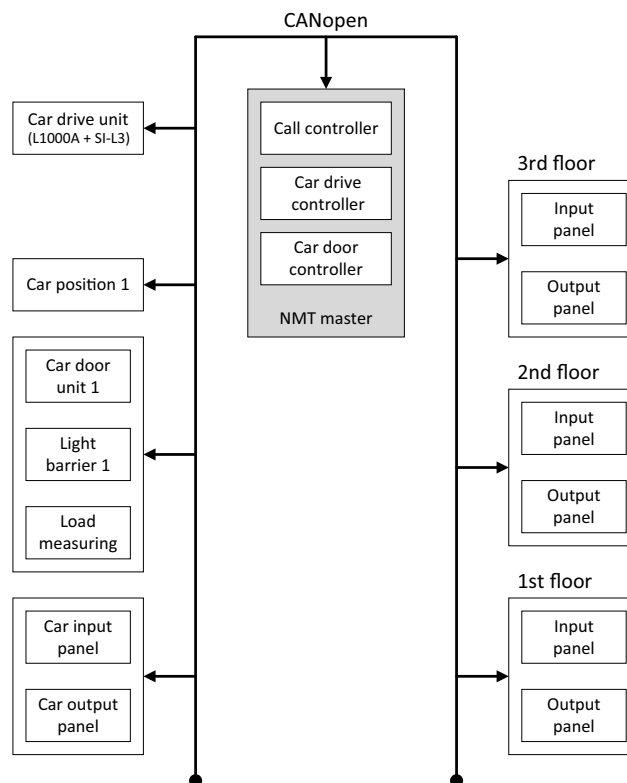 CANopen
Car drive unit
(L1000A + SI-L3)
Car position 1
Car door
unit 1
Light
barrier 1
Load
measuring
Car input
panel
Car output
panel
Call controller
Car drive
controller
Car door
controller
NMT master
3rd floor
Input
panel
Output
panel
2nd floor
Input
panel
Output
panel
1st floor
Input
panel
Output
panel